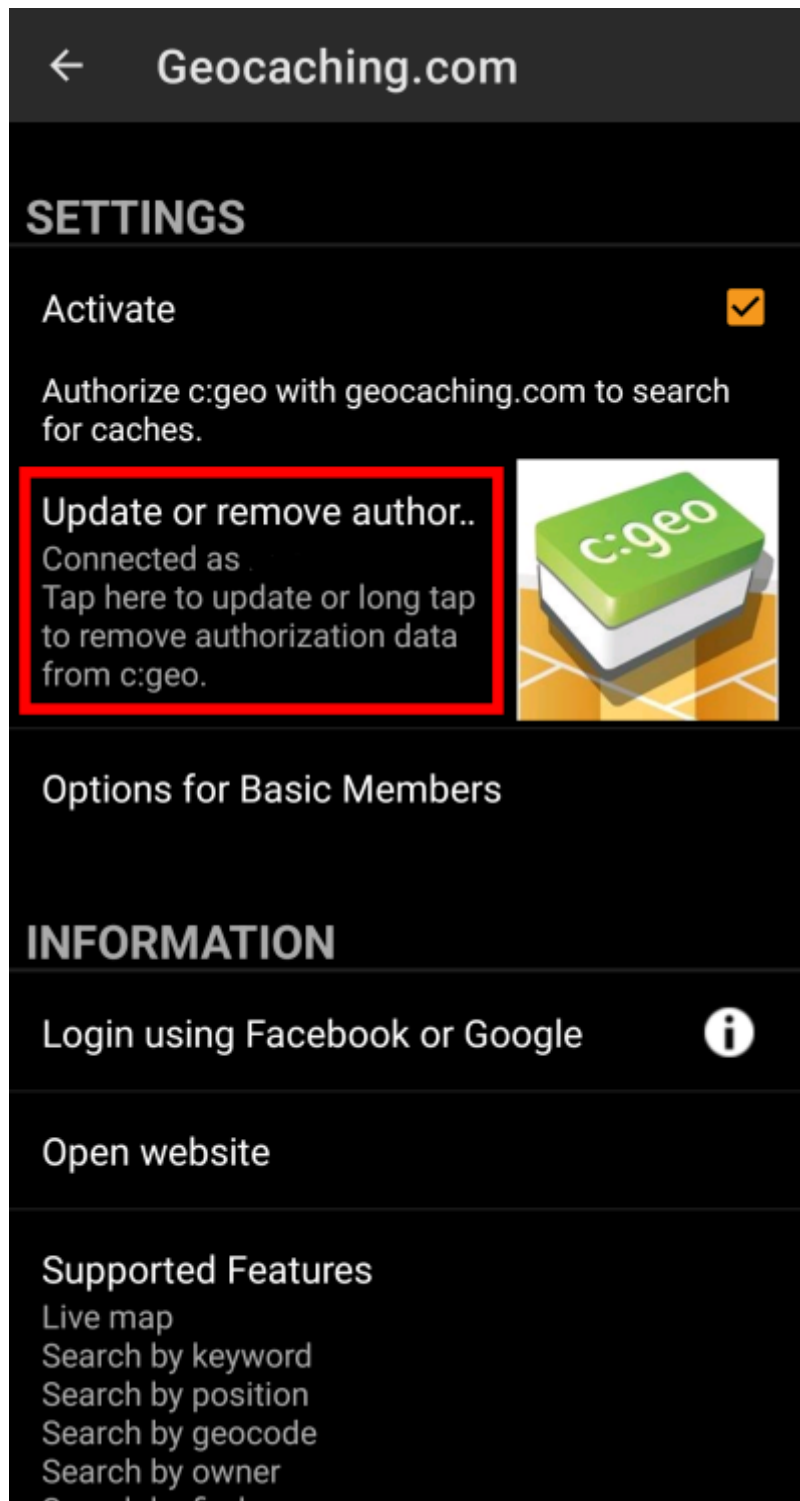 Geocaching.com
SETTINGS
Activate
Authorize c:geo with geocaching.com to search
for caches.
Update or remove author..
Connected as
Tap here to update or long tap
to remove authorization data
from c:geo.
c:geo
Options for Basic Members
INFORMATION
Login using Facebook or Google
Open website
Supported Features
Live map
Search by keyword
Search by position
Search by geocode
Search by owner